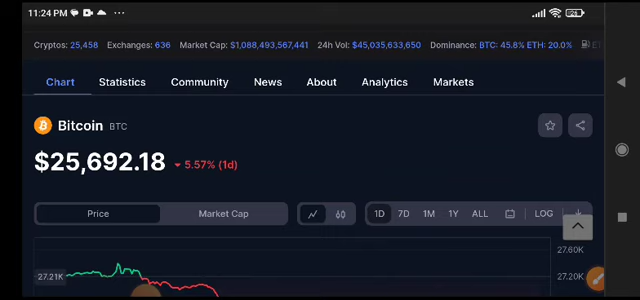 11:24 PM
Cryptos: 25,458 Exchanges: 636 Market Cap: $1,088,493,567,441 24h Vol: $45,035,633,650 Dominance: BTC: 45.8% ETH: 20.0%
Chart Statistics Community News About Analytics Markets
Bitcoin BTC
$25,692.18 5.57% (1d)
Price Market Cap 1D 7D 1M 1Y ALL LOG
27.60K
27.21K 27.20K